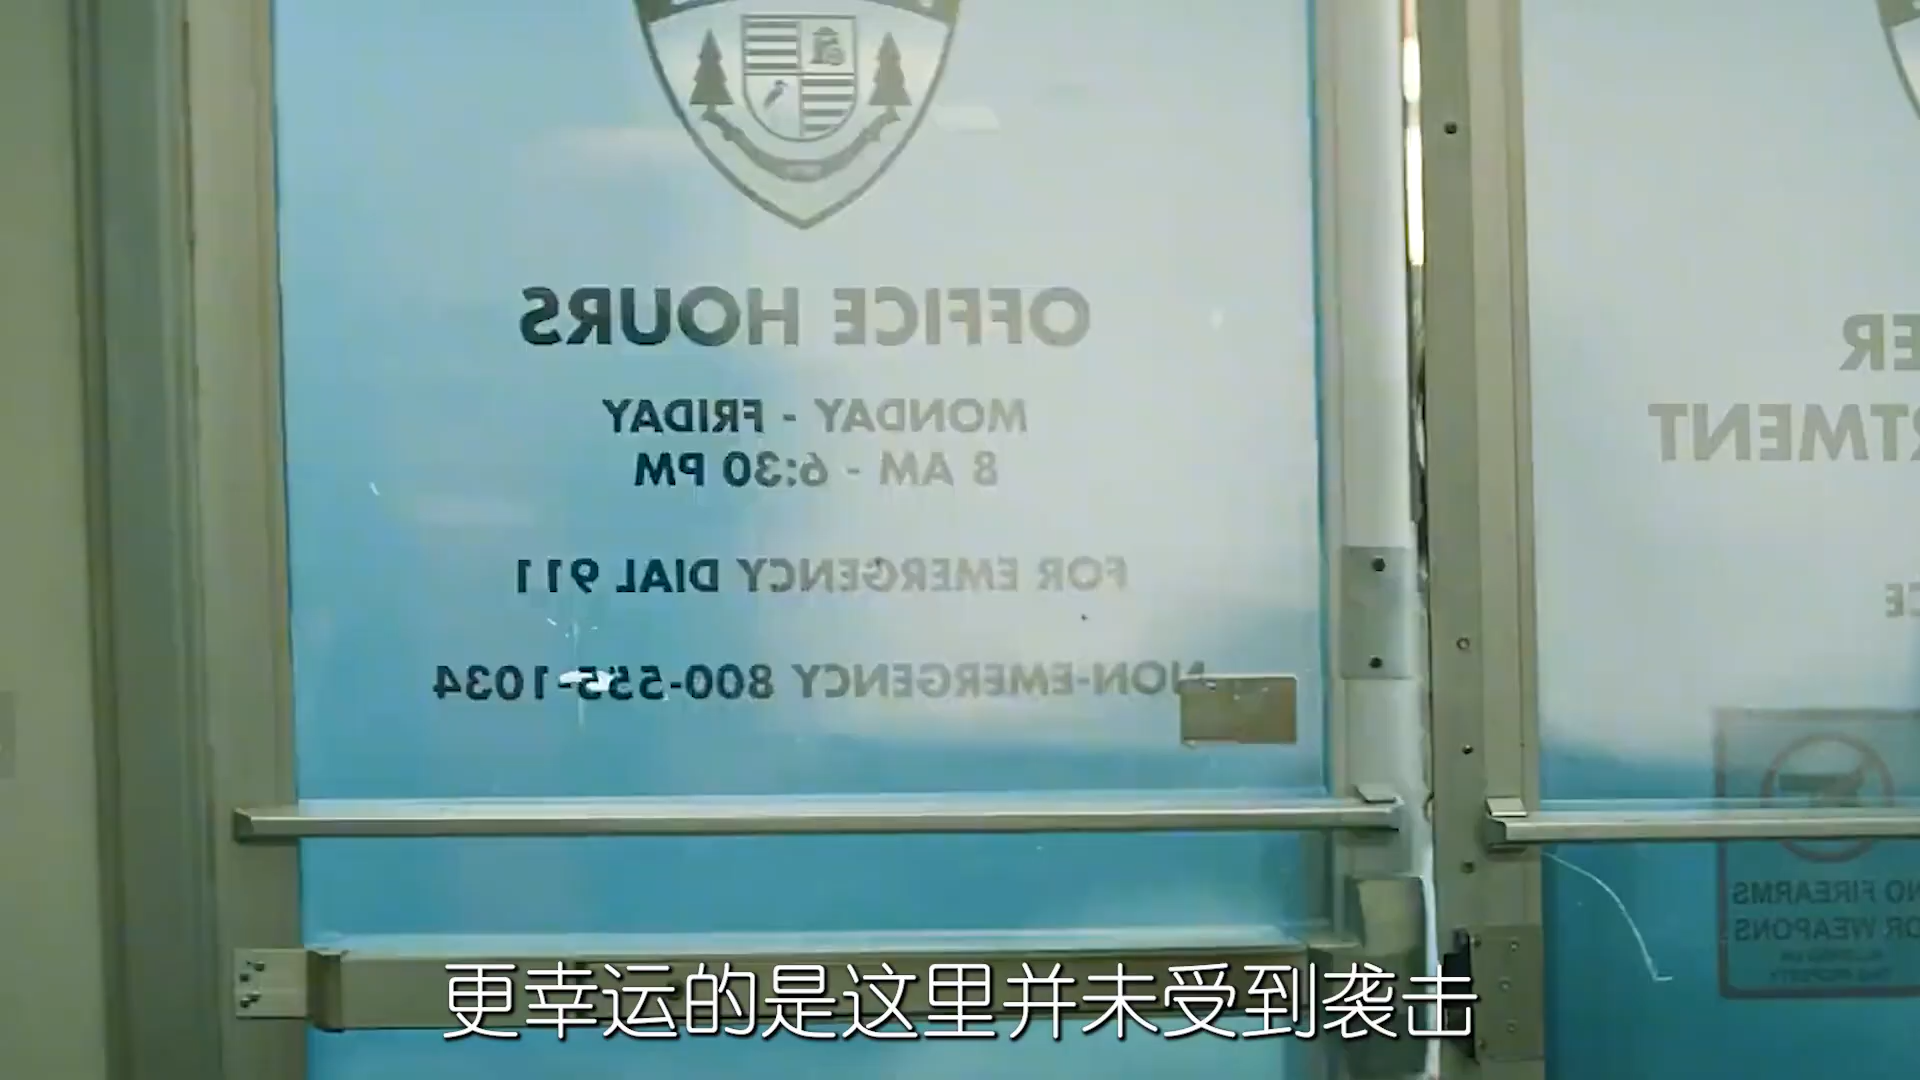 OFFICE HOURS
MONDAY - FRIDAY
8 AM - 6:30 PM
FOR EMERGENCY DIAL 911
NON-EMERGENCY 800-555-1034
ER
RTMENT
CE
NO FIREARMS
OR WEAPONS
更幸运的是这里并未受到袭击